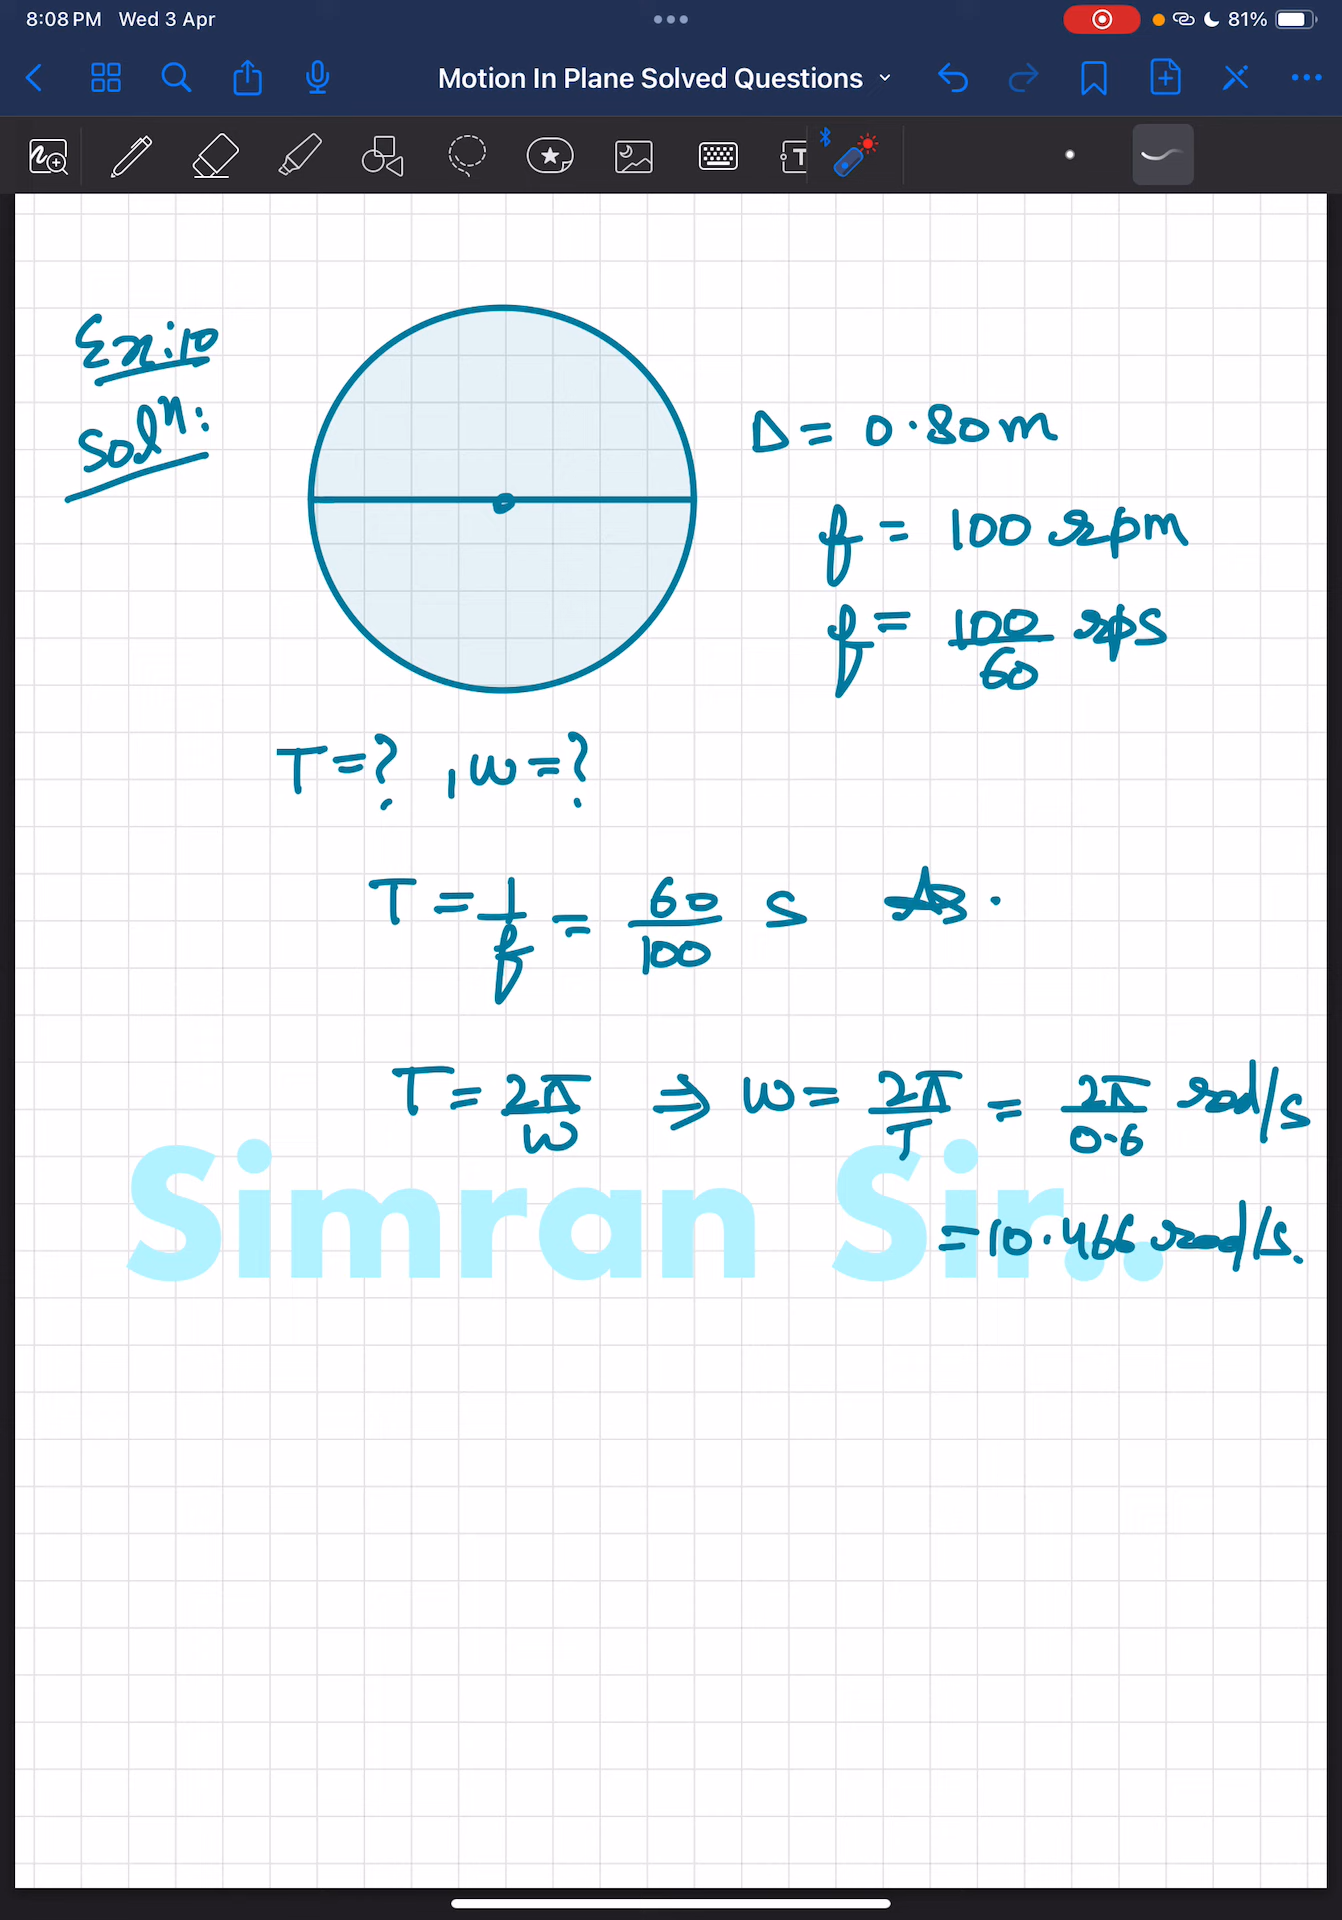 8:08 PM Wed 3 Apr
81%
Motion In Plane Solved Questions
T
Ex:10
Solⁿ:
D = 0.80m
f = 100 rpm
f = 100/60 rps
T=? , w=?
T = 1/f = 60/100 s
T = 2π/w ⇒ w = 2π/T = 2π/0.6 rad/s
= 10.466 rad/s.
Simran Sir..